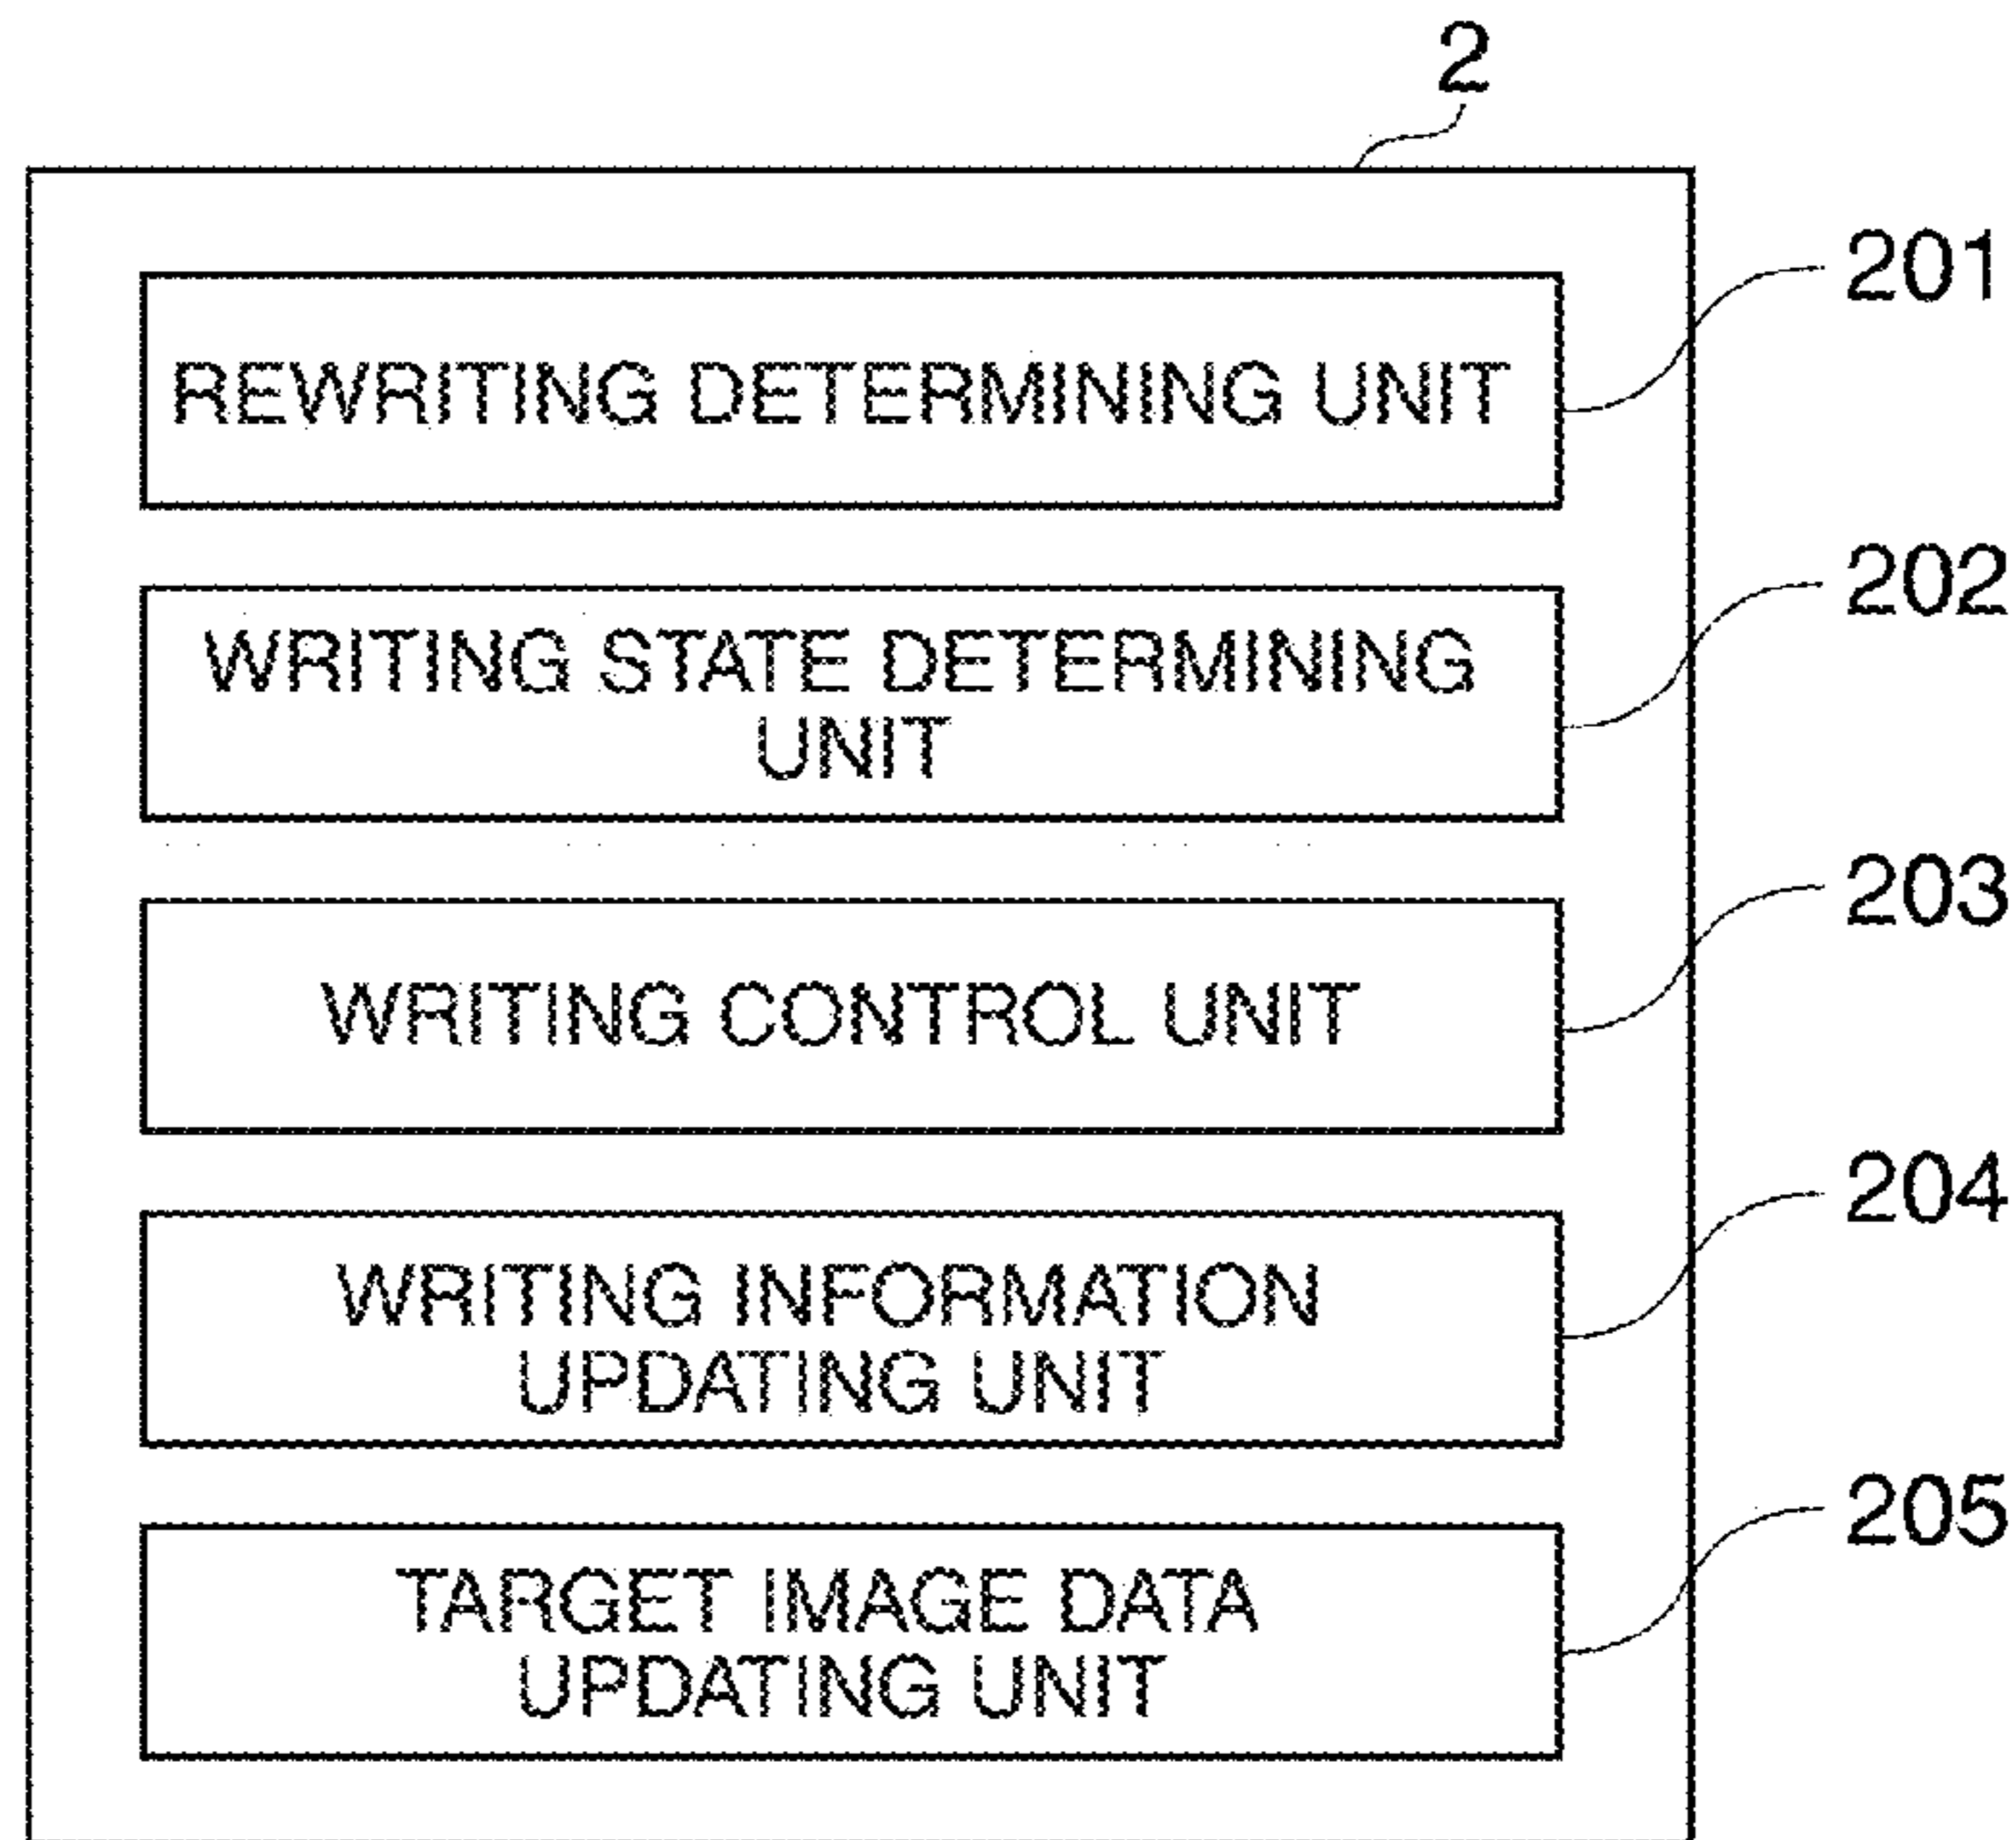 2
201
REWRITING DETERMINING UNIT
202
WRITING STATE DETERMINING
UNIT
203
WRITING CONTROL UNIT
204
WRITING INFORMATION
UPDATING UNIT
205
TARGET IMAGE DATA
UPDATING UNIT